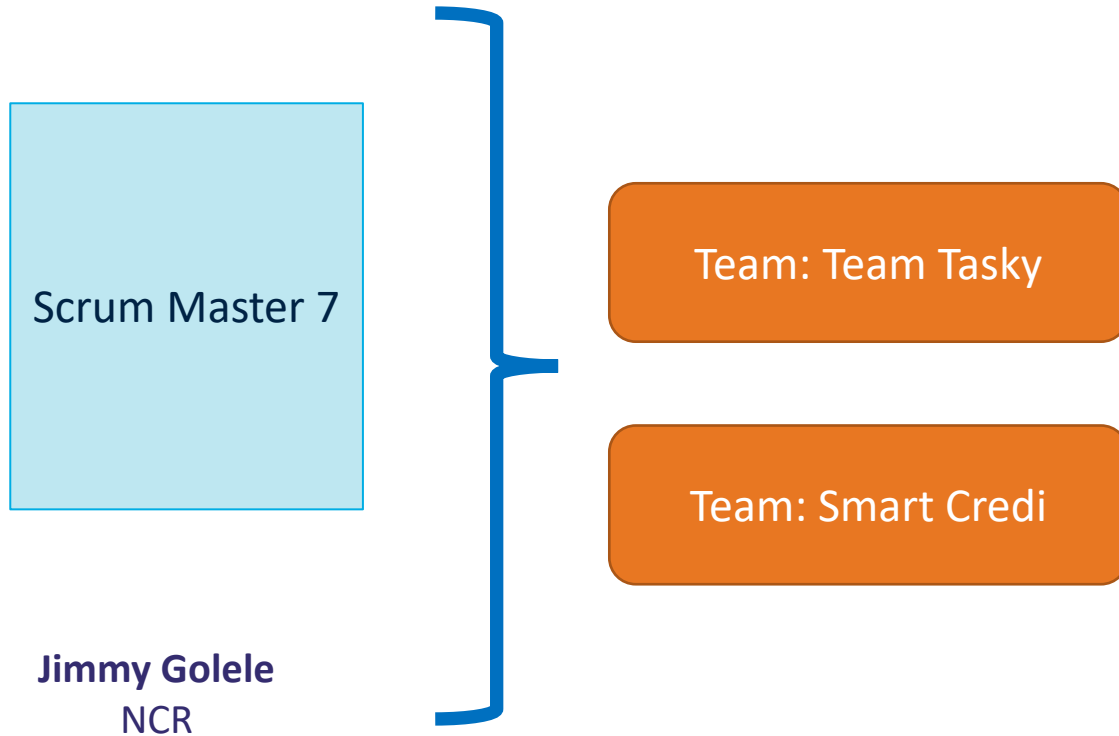 Scrum Master 7
Jimmy Golele
NCR
Team: Team Tasky
Team: Smart Credi